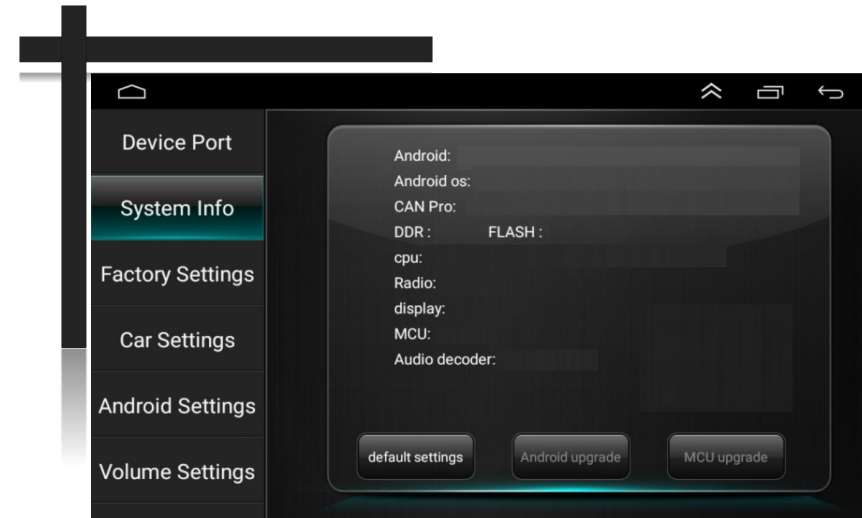 Device Port
System Info
Factory Settings
Car Settings
Android Settings
Volume Settings
Android:
Android os:
CAN Pro:
DDR : FLASH :
cpu:
Radio:
display:
MCU:
Audio decoder:
default settings Android upgrade MCU upgrade